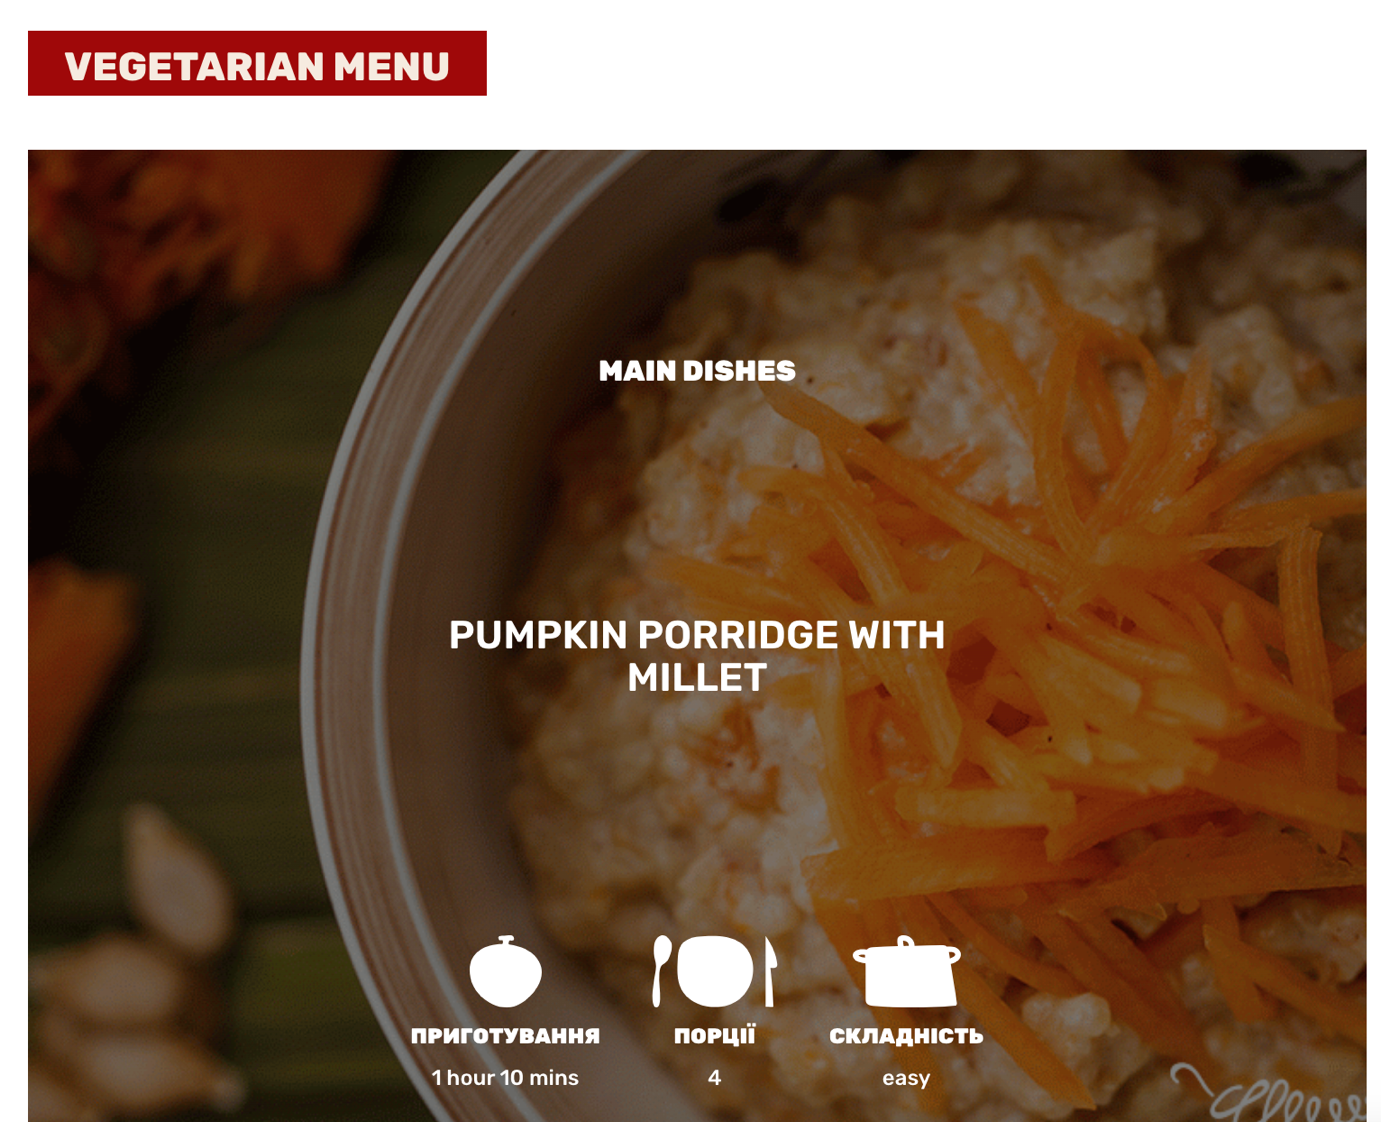 VEGETARIAN MENU
MAIN DISHES
PUMPKIN PORRIDGE WITH
MILLET
ПРИГОТУВАННЯ ПОРЦІЇ СКЛАДНІСТЬ
1 hour 10 mins 4 easy